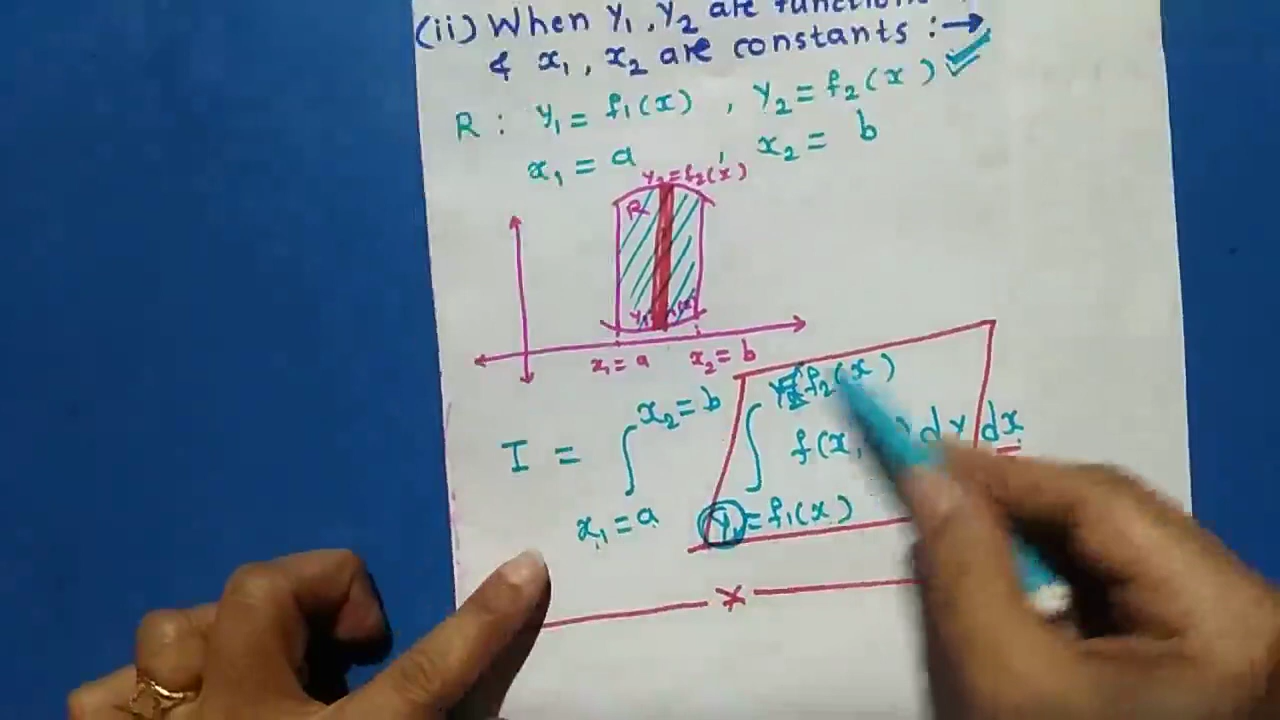 (ii) When Y₁, Y₂ are
& x₁, x₂ are constants :→
R : Y₁ = f₁(x) , Y₂ = f₂(x)
x₁ = a , x₂ = b
Y₂ = f₂(x)
R
x₁ = a x₂ = b
I = ∫ x₂ = b x₁ = a ∫ f₂(x) Y₁ = f₁(x) f(x, ) dy dx
x